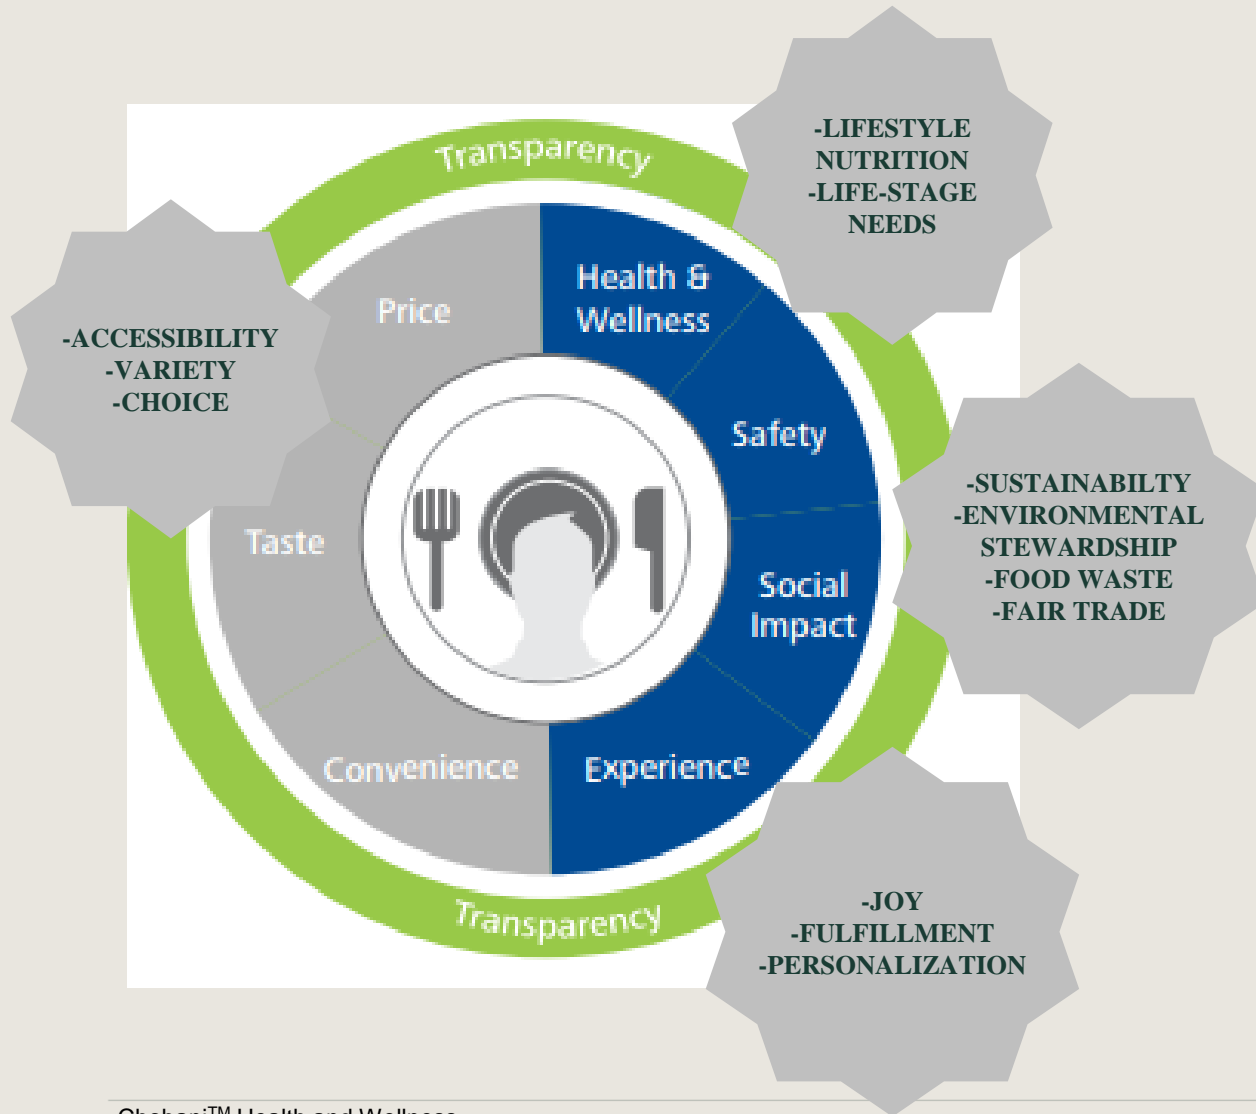 Transparency
-LIFESTYLE
NUTRITION
-LIFE-STAGE
NEEDS
Price
Health &
Wellness
-ACCESSIBILITY
-VARIETY
-CHOICE
Safety
Taste
-SUSTAINABILTY
-ENVIRONMENTAL
STEWARDSHIP
-FOOD WASTE
-FAIR TRADE
Social
Impact
Convenience
Experience
Transparency
-JOY
-FULFILLMENT
-PERSONALIZATION